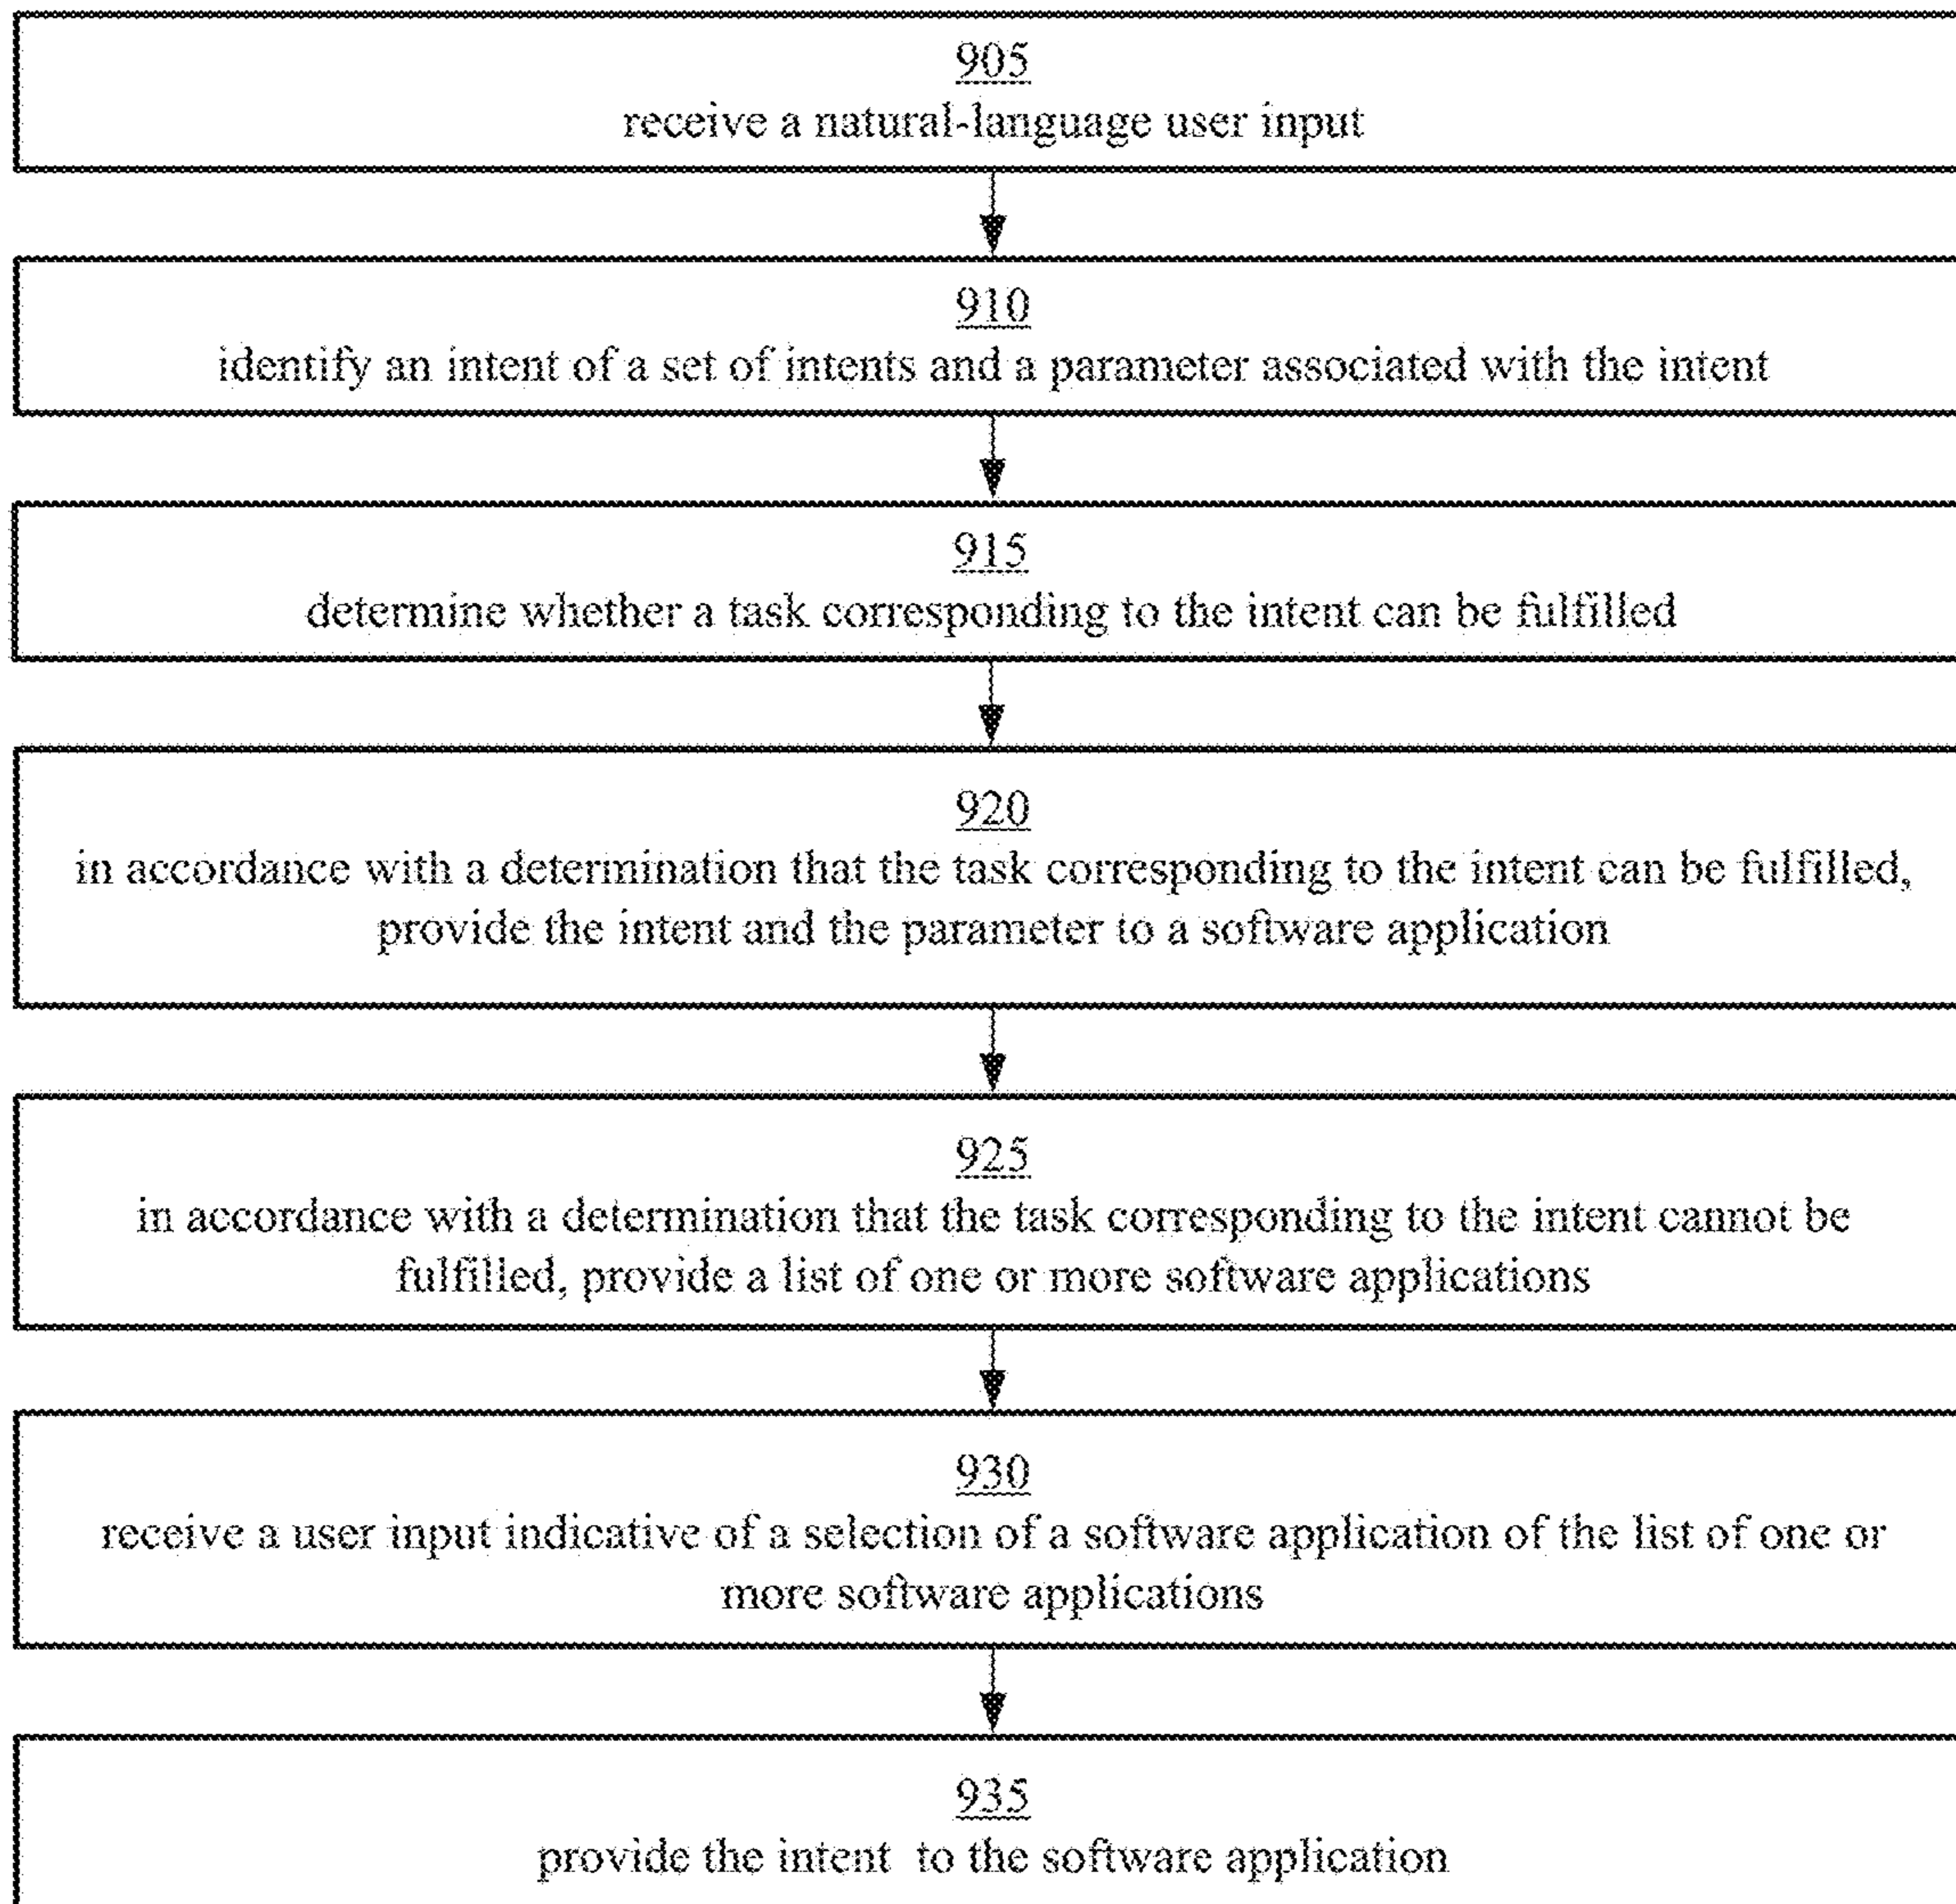 905
receive a natural-language user input
910
identify an intent of a set of intents and a parameter associated with the intent
915
determine whether a task corresponding to the intent can be fulfilled
920
in accordance with a determination that the task corresponding to the intent can be fulfilled,
provide the intent and the parameter to a software application
925
in accordance with a determination that the task corresponding to the intent cannot be
fulfilled, provide a list of one or more software applications
930
receive a user input indicative of a selection of a software application of the list of one or
more software applications
935
provide the intent to the software application